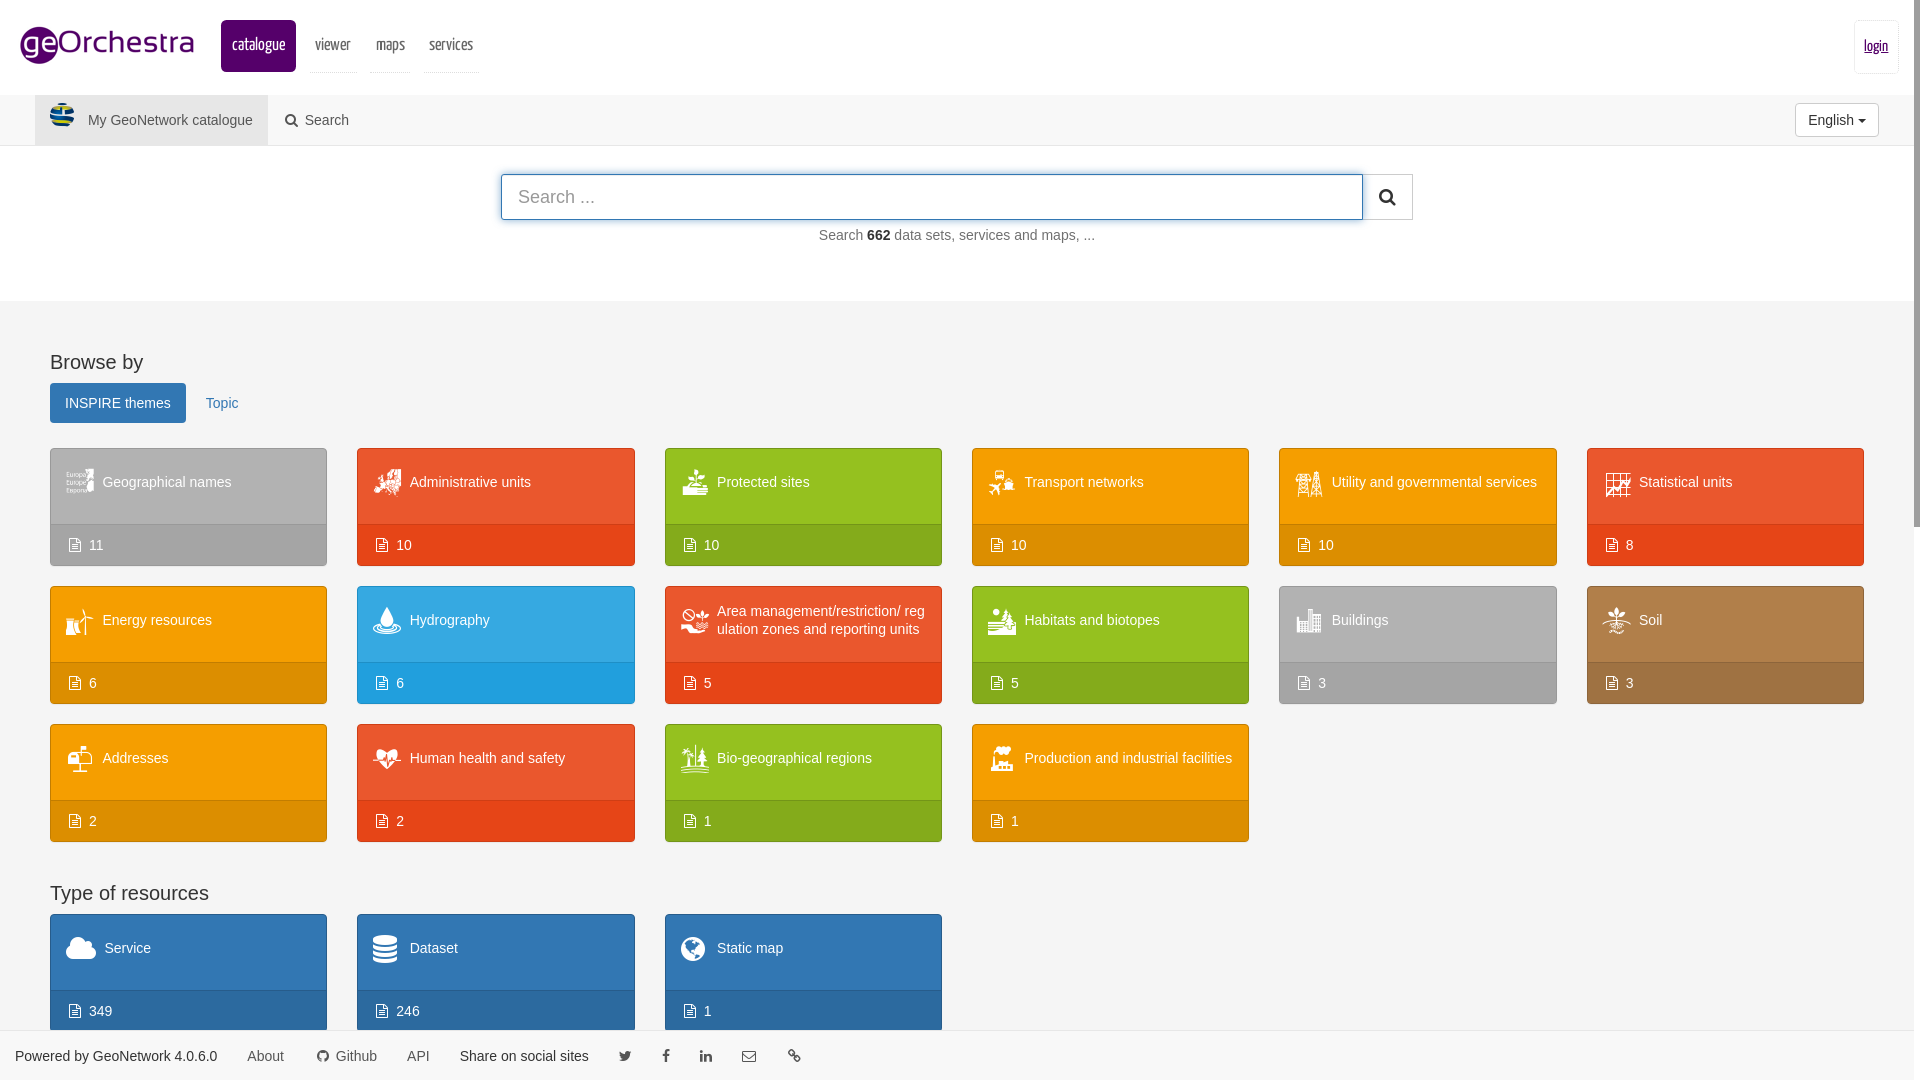 geOrchestra catalogue viewer maps services login
My GeoNetwork catalogue Search English
Search ...
Search 662 data sets, services and maps, ...
Browse by
INSPIRE themes Topic
Geographical names
11
Administrative units
10
Protected sites
10
Transport networks
10
Utility and governmental services
10
Statistical units
8
Energy resources
6
Hydrography
6
Area management/restriction/ reg
ulation zones and reporting units
5
Habitats and biotopes
5
Buildings
3
Soil
3
Addresses
2
Human health and safety
2
Bio-geographical regions
1
Production and industrial facilities
1
Type of resources
Service
349
Dataset
246
Static map
1
Powered by GeoNetwork 4.0.6.0 About Github API Share on social sites